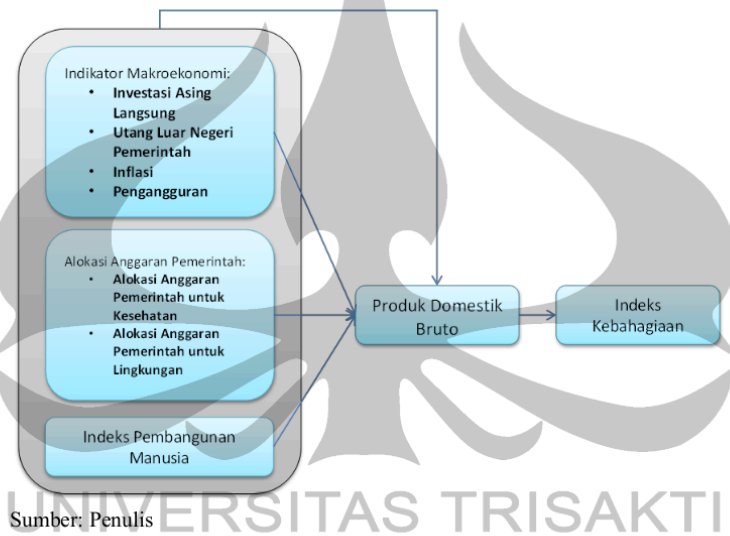 Indikator Makroekonomi:
• Investasi Asing
Langsung
• Utang Luar Negeri
Pemerintah
• Inflasi
• Pengangguran
Alokasi Anggaran Pemerintah:
• Alokasi Anggaran
Pemerintah untuk
Kesehatan
• Alokasi Anggaran
Pemerintah untuk
Lingkungan
Indeks Pembangunan
Manusia
Produk Domestik
Bruto
Indeks
Kebahagiaan
UNIVERSITAS TRISAKTI
Sumber: Penulis